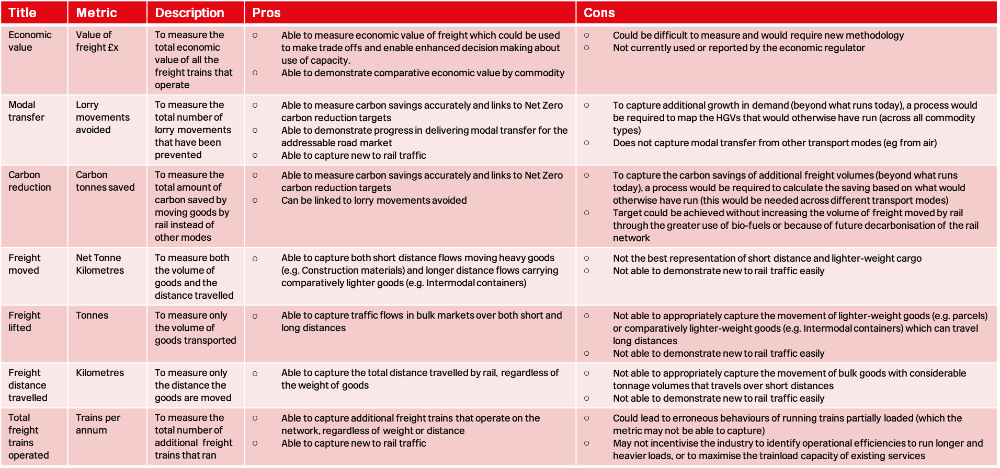 Title Metric Description Pros Cons
Economic
value
Value of
freight £x
To measure the
total economic
value of all the
freight trains that
operate
○ Able to measure economic value of freight which could be used
to make trade offs and enable enhanced decision making about
use of capacity.
○ Able to demonstrate comparative economic value by commodity
○ Could be difficult to measure and would require new methodology
○ Not currently used or reported by the economic regulator
Modal
transfer
Lorry
movements
avoided
To measure the
total number of
lorry movements
that have been
prevented
○ Able to measure carbon savings accurately and links to Net Zero
carbon reduction targets
○ Able to demonstrate progress in delivering modal transfer for the
addressable road market
○ Able to capture new to rail traffic
○ To capture additional growth in demand (beyond what runs today), a process would
be required to map the HGVs that would otherwise have run (across all commodity
types)
○ Does not capture modal transfer from other transport modes (eg from air)
Carbon
reduction
Carbon
tonnes saved
To measure the
total amount of
carbon saved by
moving goods by
rail instead of
other modes
○ Able to measure carbon savings accurately and links to Net Zero
carbon reduction targets
○ Can be linked to lorry movements avoided
○ To capture the carbon savings of additional freight volumes (beyond what runs
today), a process would be required to calculate the saving based on what would
otherwise have run (this would be needed across different transport modes)
○ Target could be achieved without increasing the volume of freight moved by rail
through the greater use of bio-fuels or because of future decarbonisation of the rail
network
Freight
moved
Net Tonne
Kilometres
To measure both
the volume of
goods and the
distance travelled
○ Able to capture both short distance flows moving heavy goods
(e.g. Construction materials) and longer distance flows carrying
comparatively lighter goods (e.g. Intermodal containers)
○ Not the best representation of short distance and lighter-weight cargo
○ Not able to demonstrate new to rail traffic easily
Freight
lifted
Tonnes
To measure only
the volume of
goods transported
○ Able to capture traffic flows in bulk markets over both short and
long distances
○ Not able to appropriately capture the movement of lighter-weight goods (e.g. parcels)
or comparatively lighter-weight goods (e.g. Intermodal containers) which can travel
long distances
○ Not able to demonstrate new to rail traffic easily
Freight
distance
travelled
Kilometres
To measure only
the distance the
goods are moved
○ Able to capture the total distance travelled by rail, regardless of
the weight of goods
○ Not able to appropriately capture the movement of bulk goods with considerable
tonnage volumes that travels over short distances
○ Not able to demonstrate new to rail traffic easily
Total
freight
trains
operated
Trains per
annum
To measure the
total number of
additional freight
trains that ran
○ Able to capture additional freight trains that operate on the
network, regardless of weight or distance
○ Able to capture new to rail traffic
○ Could lead to erroneous behaviours of running trains partially loaded (which the
metric may not be able to capture)
○ May not incentivise the industry to identify operational efficiencies to run longer and
heavier loads, or to maximise the trainload capacity of existing services